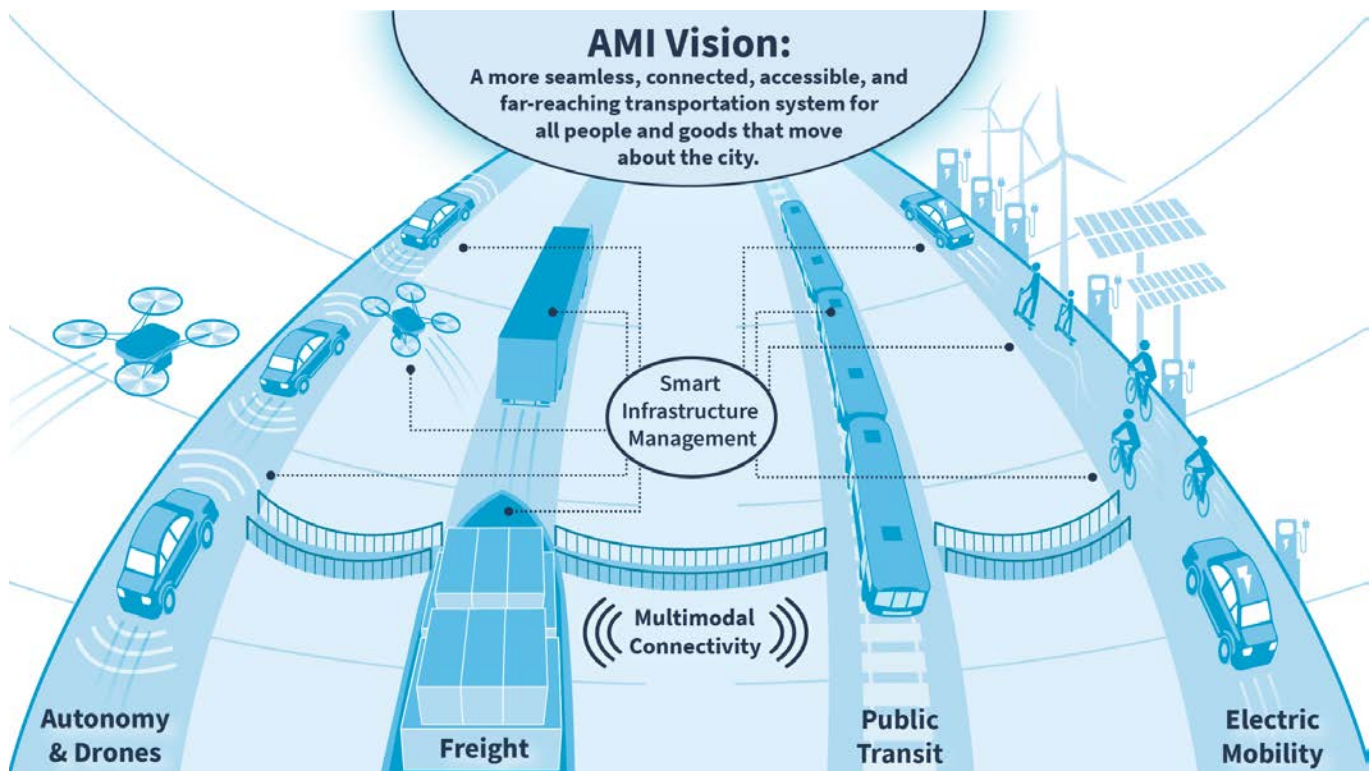 AMI Vision:
A more seamless, connected, accessible, and
far-reaching transportation system for
all people and goods that move
about the city.
Smart
Infrastructure
Management
Multimodal
Connectivity
Autonomy
& Drones
Freight
Public
Transit
Electric
Mobility